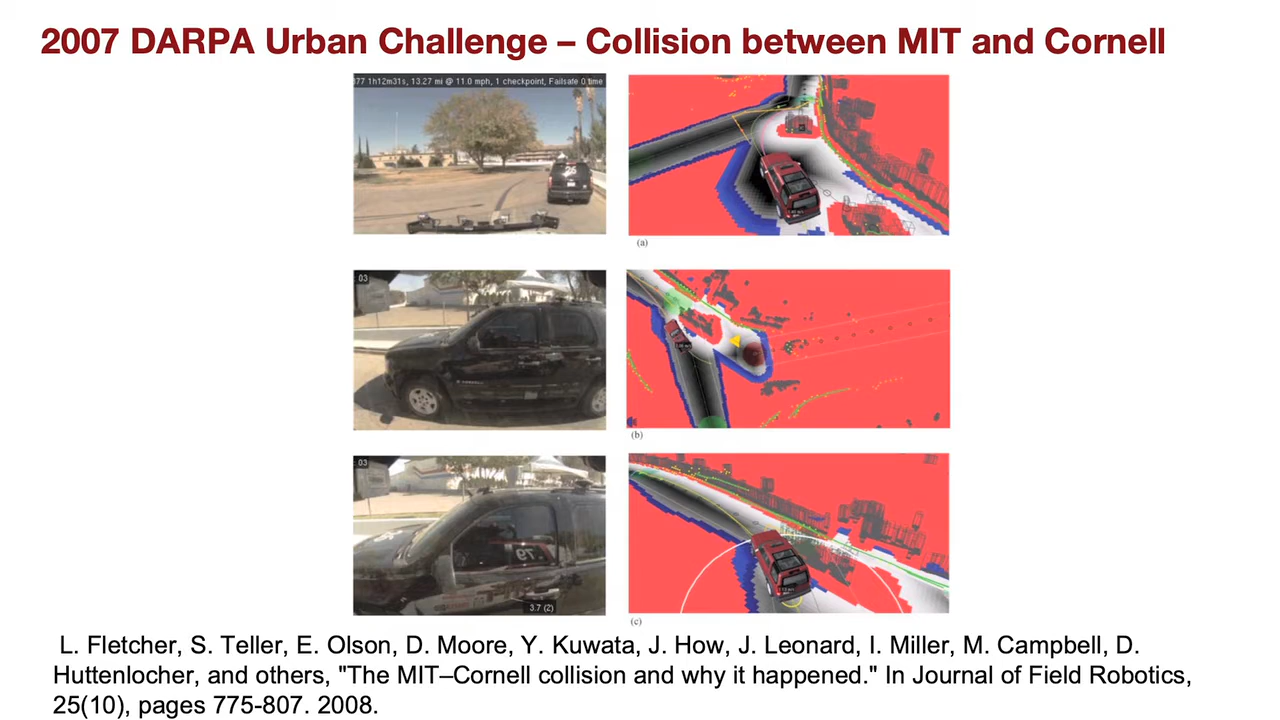 2007 DARPA Urban Challenge – Collision between MIT and Cornell
077 1h12m31s, 13.27 mi @ 11.0 mph, 1 checkpoint, Failsafe 0 time
26
(a)
03
(b)
03
79
3.7 (2)
(c)
L. Fletcher, S. Teller, E. Olson, D. Moore, Y. Kuwata, J. How, J. Leonard, I. Miller, M. Campbell, D.
Huttenlocher, and others, "The MIT–Cornell collision and why it happened." In Journal of Field Robotics,
25(10), pages 775-807. 2008.